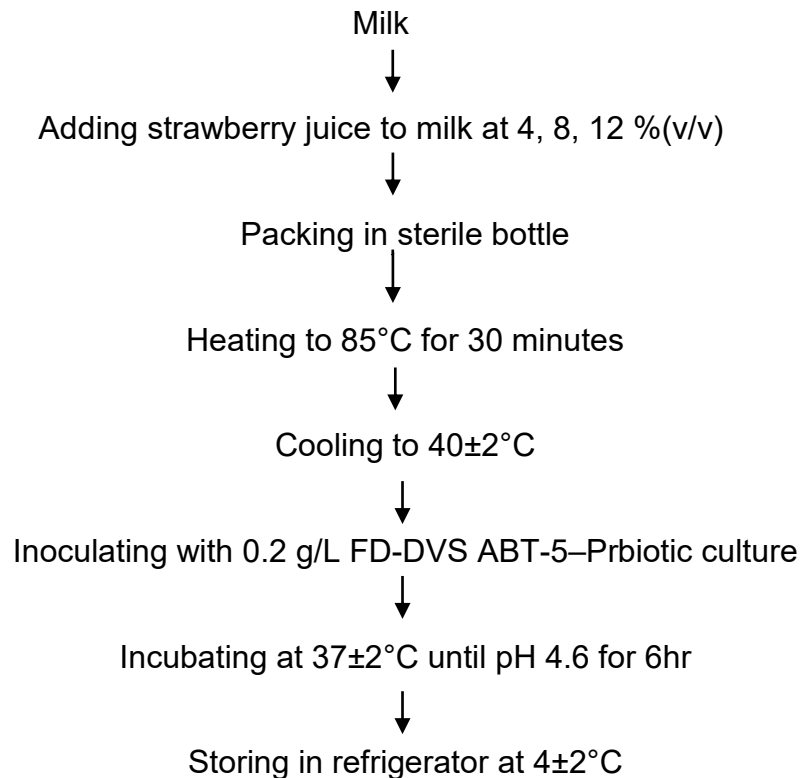 Milk
Adding strawberry juice to milk at 4, 8, 12 %(v/v)
Packing in sterile bottle
Heating to 85°C for 30 minutes
Cooling to 40±2°C
Inoculating with 0.2 g/L FD-DVS ABT-5–Prbiotic culture
Incubating at 37±2°C until pH 4.6 for 6hr
Storing in refrigerator at 4±2°C